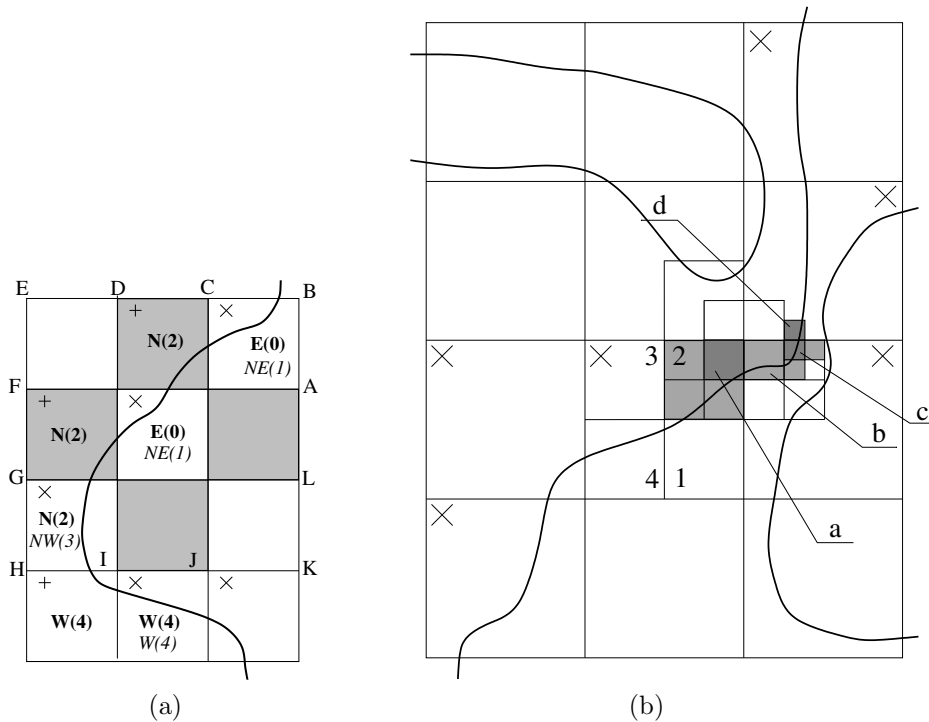 E D C B
+ × N(2) E(0) NE(1)
F A
+ × N(2) E(0) NE(1)
G L
× N(2) NW(3)
H I J K
+ × × W(4) W(4) W(4)
(a)
×
×
d
× × 3 2 ×
c
b
4 1
×
a
(b)